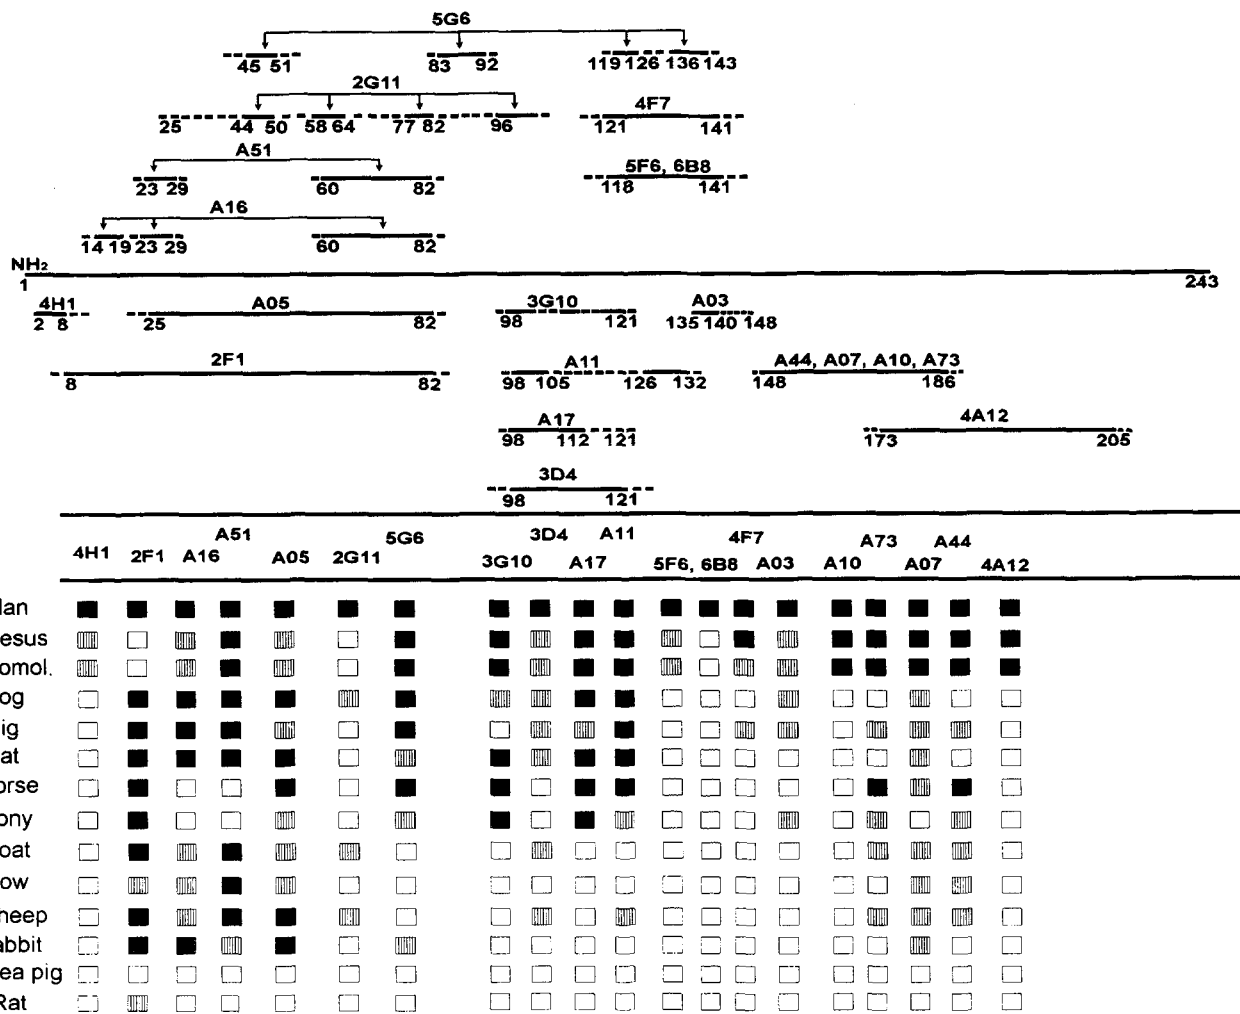 5G6
45 51 83 92 119 126 136 143
2G11
4F7
25 44 50 58 64 77 82 96 121 141
A51
5F6, 6B8
23 29 60 82 118 141
A16
14 19 23 29 60 82
NH2
1 243
4H1 A05 3G10 A03
2 8 25 82 98 121 135 140 148
2F1 A11 A44, A07, A10, A73
8 82 98 105 126 132 148 186
A17 4A12
98 112 121 173 205
3D4
98 121
A51 5G6 3D4 A11 4F7 A73 A44
4H1 2F1 A16 A05 2G11 3G10 A17 5F6, 6B8 A03 A10 A07 4A12
lan
esus
omol.
og
ig
at
orse
ony
oat
ow
heep
abbit
ea pig
Rat